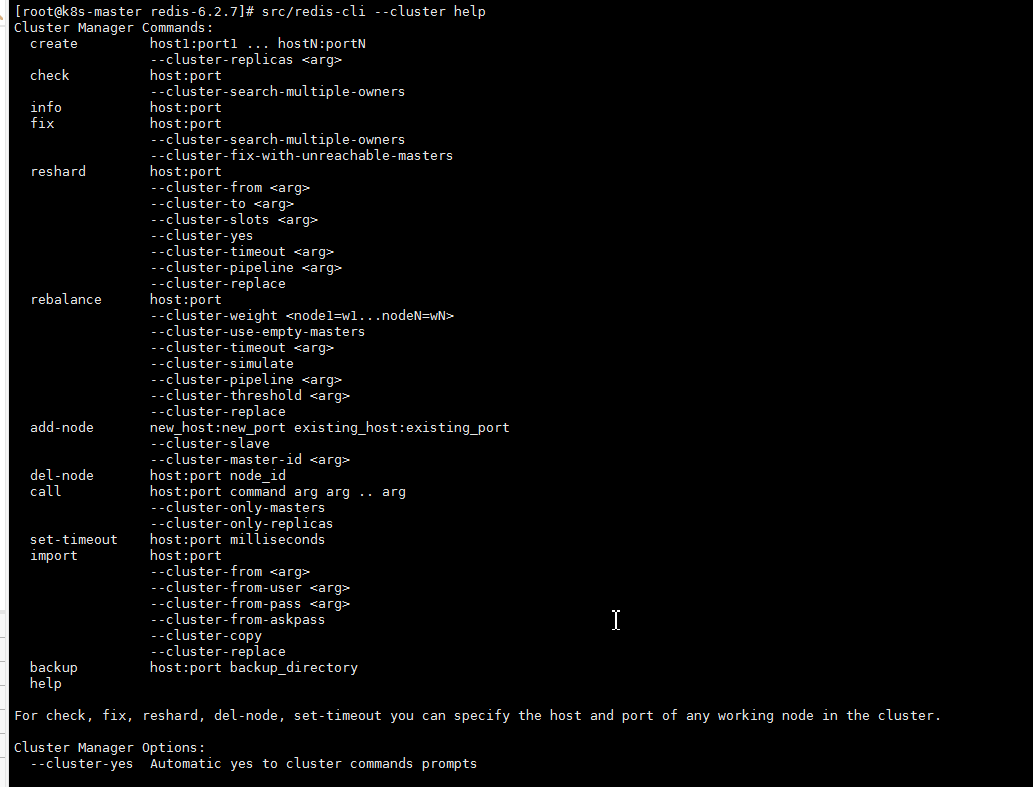 [root@k8s-master redis-6.2.7]# src/redis-cli --cluster help
Cluster Manager Commands:
  create         host1:port1 ... hostN:portN
                 --cluster-replicas <arg>
  check          host:port
                 --cluster-search-multiple-owners
  info           host:port
  fix            host:port
                 --cluster-search-multiple-owners
                 --cluster-fix-with-unreachable-masters
  reshard        host:port
                 --cluster-from <arg>
                 --cluster-to <arg>
                 --cluster-slots <arg>
                 --cluster-yes
                 --cluster-timeout <arg>
                 --cluster-pipeline <arg>
                 --cluster-replace
  rebalance      host:port
                 --cluster-weight <node1=w1...nodeN=wN>
                 --cluster-use-empty-masters
                 --cluster-timeout <arg>
                 --cluster-simulate
                 --cluster-pipeline <arg>
                 --cluster-threshold <arg>
                 --cluster-replace
  add-node       new_host:new_port existing_host:existing_port
                 --cluster-slave
                 --cluster-master-id <arg>
  del-node       host:port node_id
  call           host:port command arg arg .. arg
                 --cluster-only-masters
                 --cluster-only-replicas
  set-timeout    host:port milliseconds
  import         host:port
                 --cluster-from <arg>
                 --cluster-from-user <arg>
                 --cluster-from-pass <arg>
                 --cluster-from-askpass
                 --cluster-copy
                 --cluster-replace
  backup         host:port backup_directory
  help

For check, fix, reshard, del-node, set-timeout you can specify the host and port of any working node in the cluster.

Cluster Manager Options:
  --cluster-yes  Automatic yes to cluster commands prompts